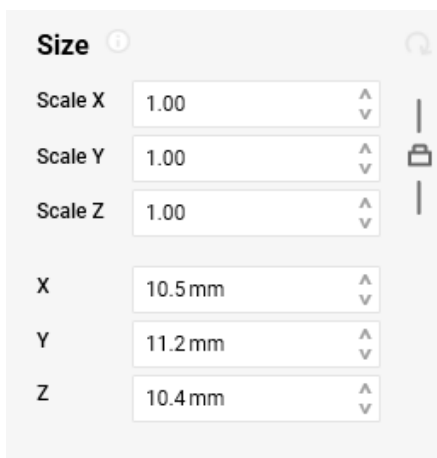 Size
Scale X 1.00
Scale Y 1.00
Scale Z 1.00
X 10.5 mm
Y 11.2 mm
Z 10.4 mm